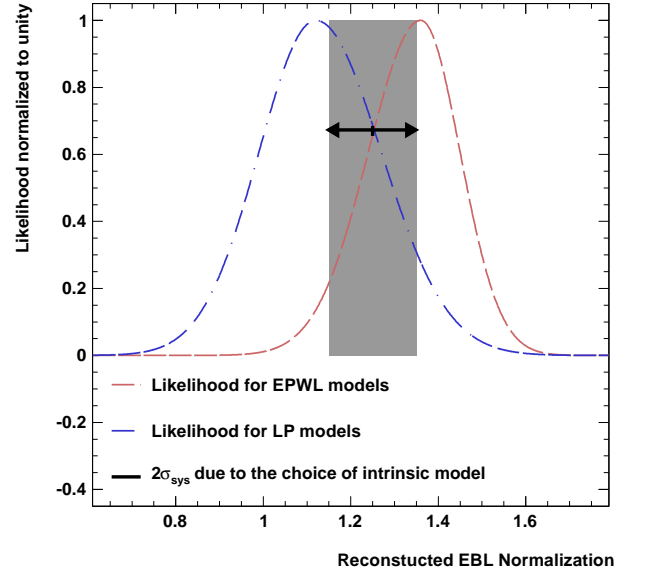 Likelihood normalized to unity
1
0.8
0.6
0.4
0.2
0
-0.2
-0.4
Likelihood for EPWL models
Likelihood for LP models
2σsys due to the choice of intrinsic model
0.8 1 1.2 1.4 1.6
Reconstucted EBL Normalization